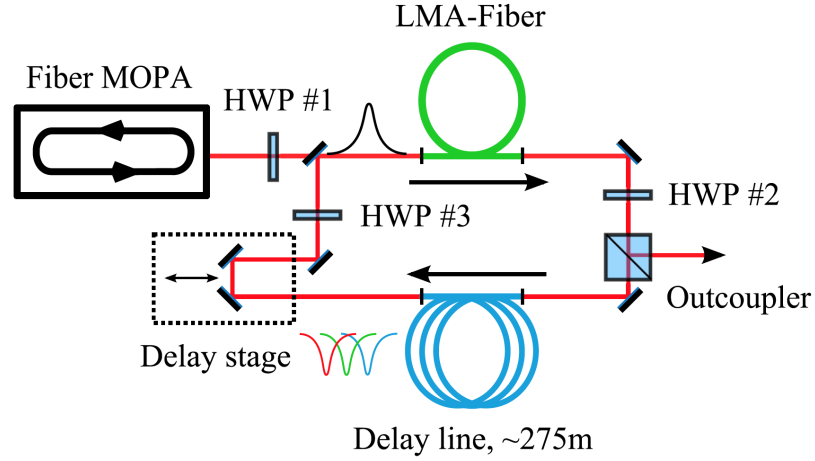 LMA-Fiber
Fiber MOPA
HWP #1
HWP #2
HWP #3
Outcoupler
Delay stage
Delay line, ~275m